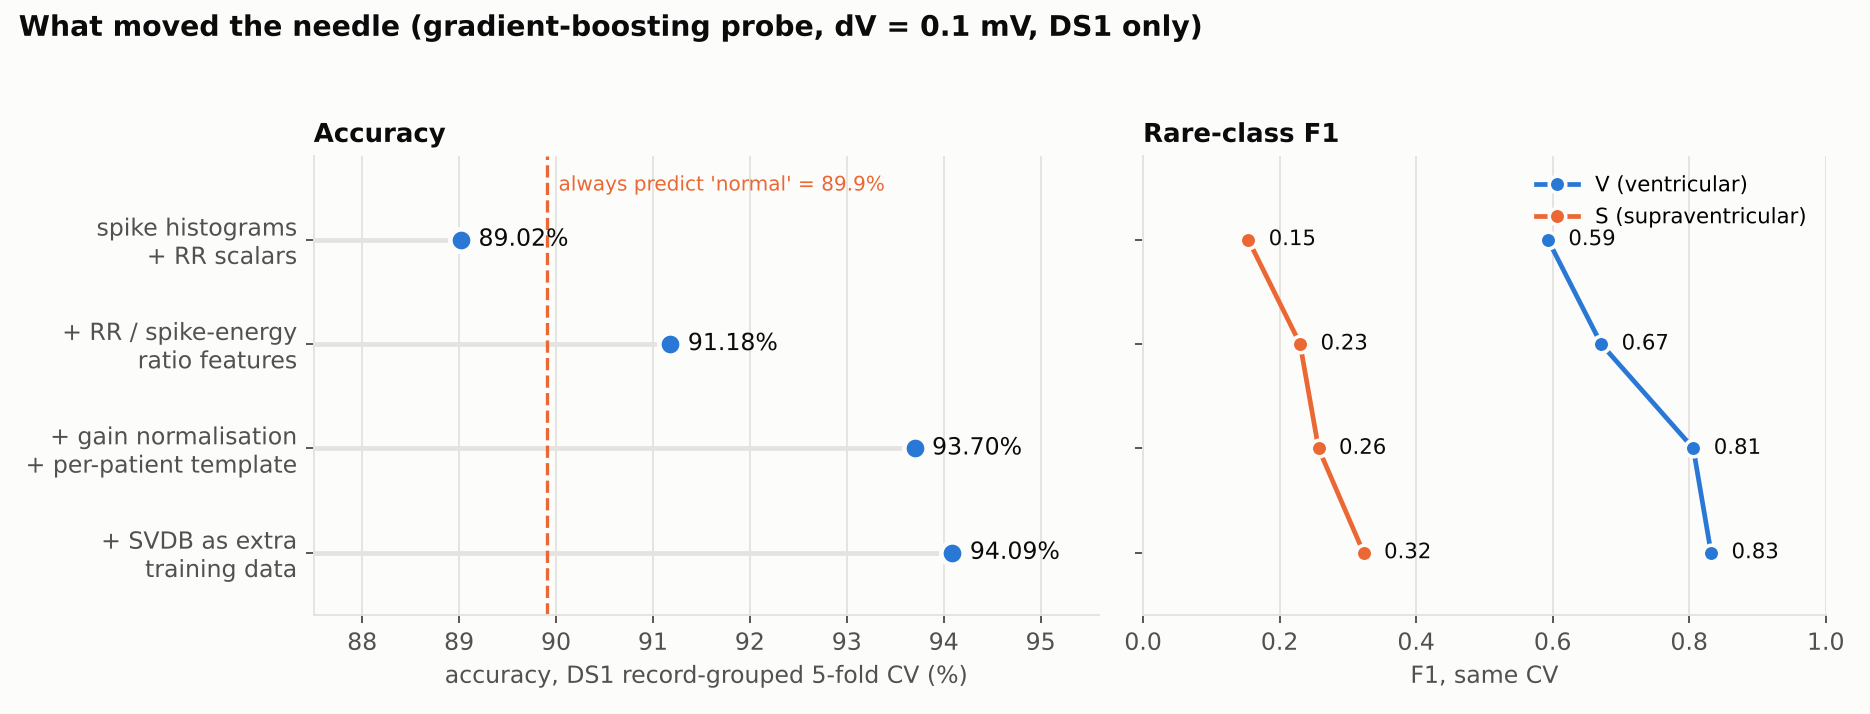 What moved the needle (gradient-boosting probe, dV = 0.1 mV, DS1 only)
Accuracy
always predict 'normal' = 89.9%
spike histograms
+ RR scalars
89.02%
+ RR / spike-energy
ratio features
91.18%
+ gain normalisation
+ per-patient template
93.70%
+ SVDB as extra
training data
94.09%
88 89 90 91 92 93 94 95
accuracy, DS1 record-grouped 5-fold CV (%)
Rare-class F1
V (ventricular)
S (supraventricular)
0.15 0.59
0.23 0.67
0.26 0.81
0.32 0.83
0.0 0.2 0.4 0.6 0.8 1.0
F1, same CV